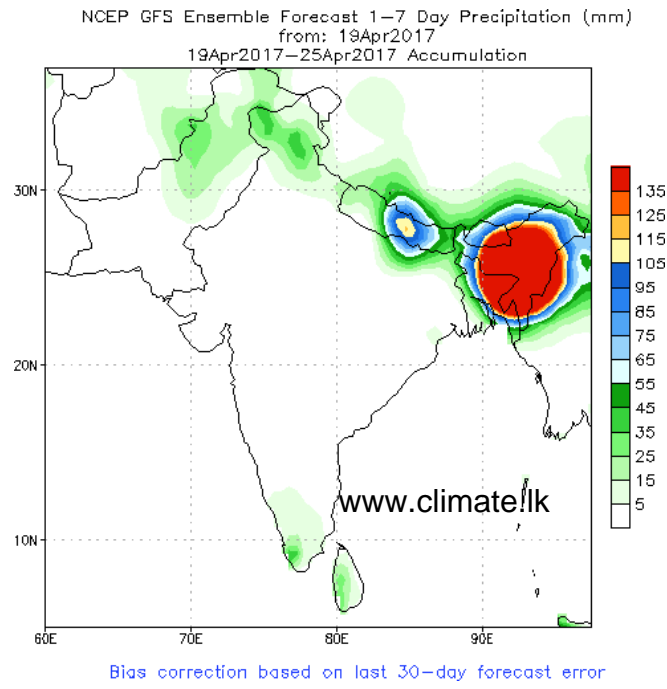 NCEP GFS Ensemble Forecast 1-7 Day Precipitation (mm)
from: 19Apr2017
19Apr2017-25Apr2017 Accumulation
30N
20N
10N
60E
70E
80E
90E
135
125
115
105
95
85
75
65
55
45
35
25
15
5
www.climate.lk
Bias correction based on last 30-day forecast error